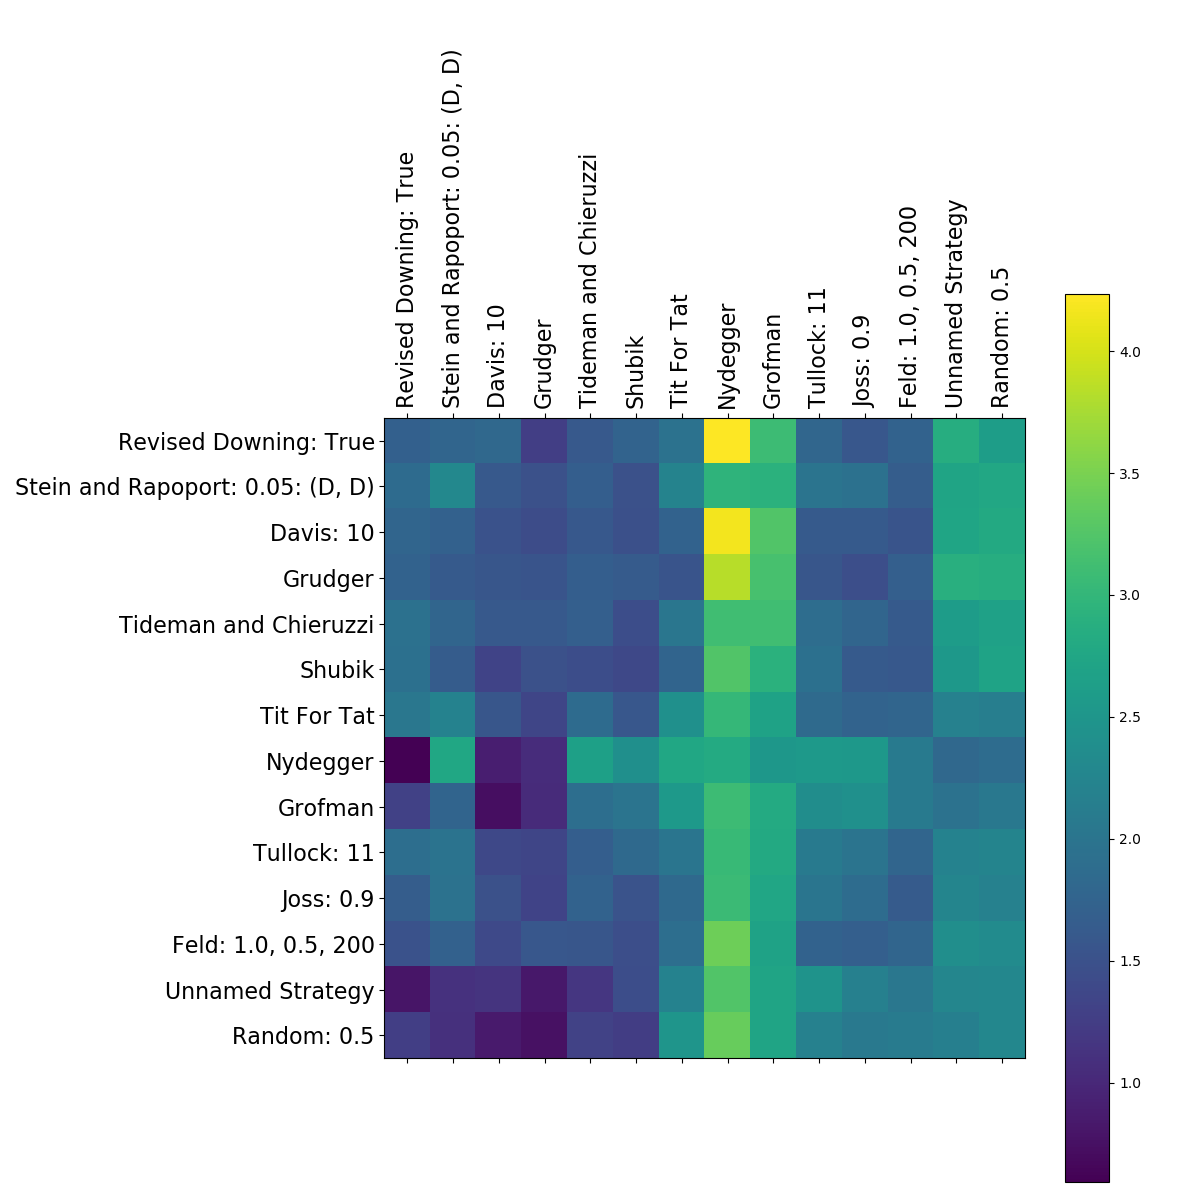 Revised Downing: True
Stein and Rapoport: 0.05: (D, D)
Davis: 10
Grudger
Tideman and Chieruzzi
Shubik
Tit For Tat
Nydegger
Grofman
Tullock: 11
Joss: 0.9
Feld: 1.0, 0.5, 200
Unnamed Strategy
Random: 0.5
Revised Downing: True
Stein and Rapoport: 0.05: (D, D)
Davis: 10
Grudger
Tideman and Chieruzzi
Shubik
Tit For Tat
Nydegger
Grofman
Tullock: 11
Joss: 0.9
Feld: 1.0, 0.5, 200
Unnamed Strategy
Random: 0.5
4.0
3.5
3.0
2.5
2.0
1.5
1.0